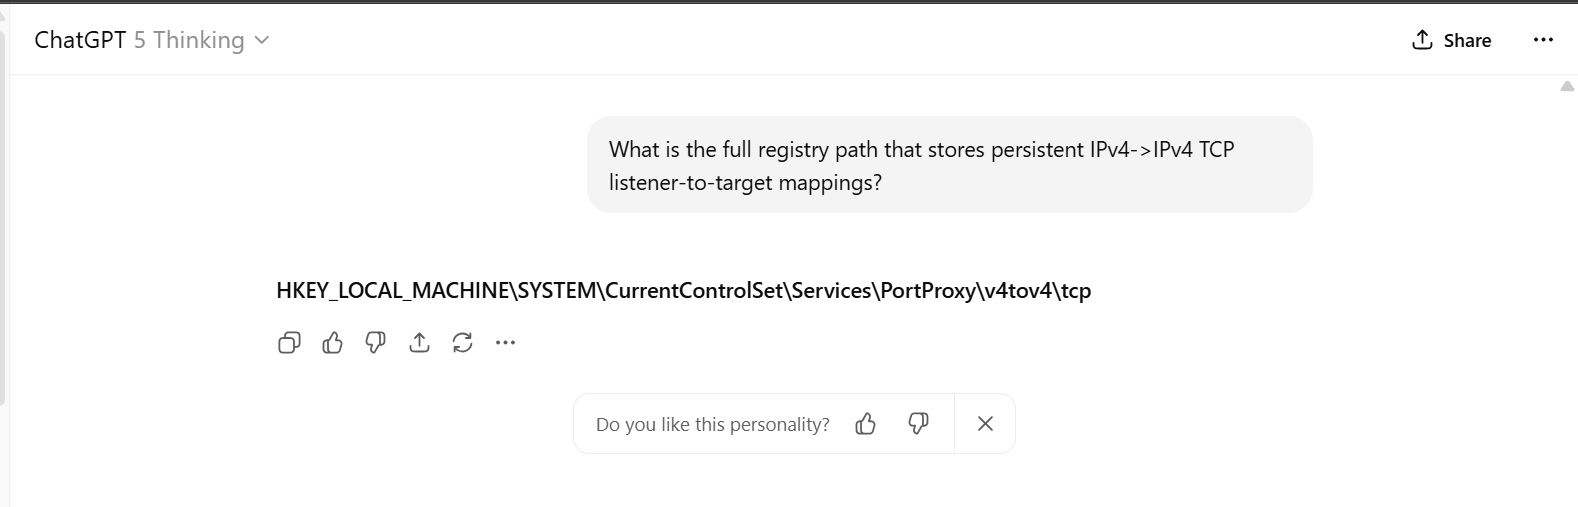 ChatGPT 5 Thinking
Share
What is the full registry path that stores persistent IPv4->IPv4 TCP
listener-to-target mappings?
HKEY_LOCAL_MACHINE\SYSTEM\CurrentControlSet\Services\PortProxy\v4tov4\tcp
Do you like this personality?